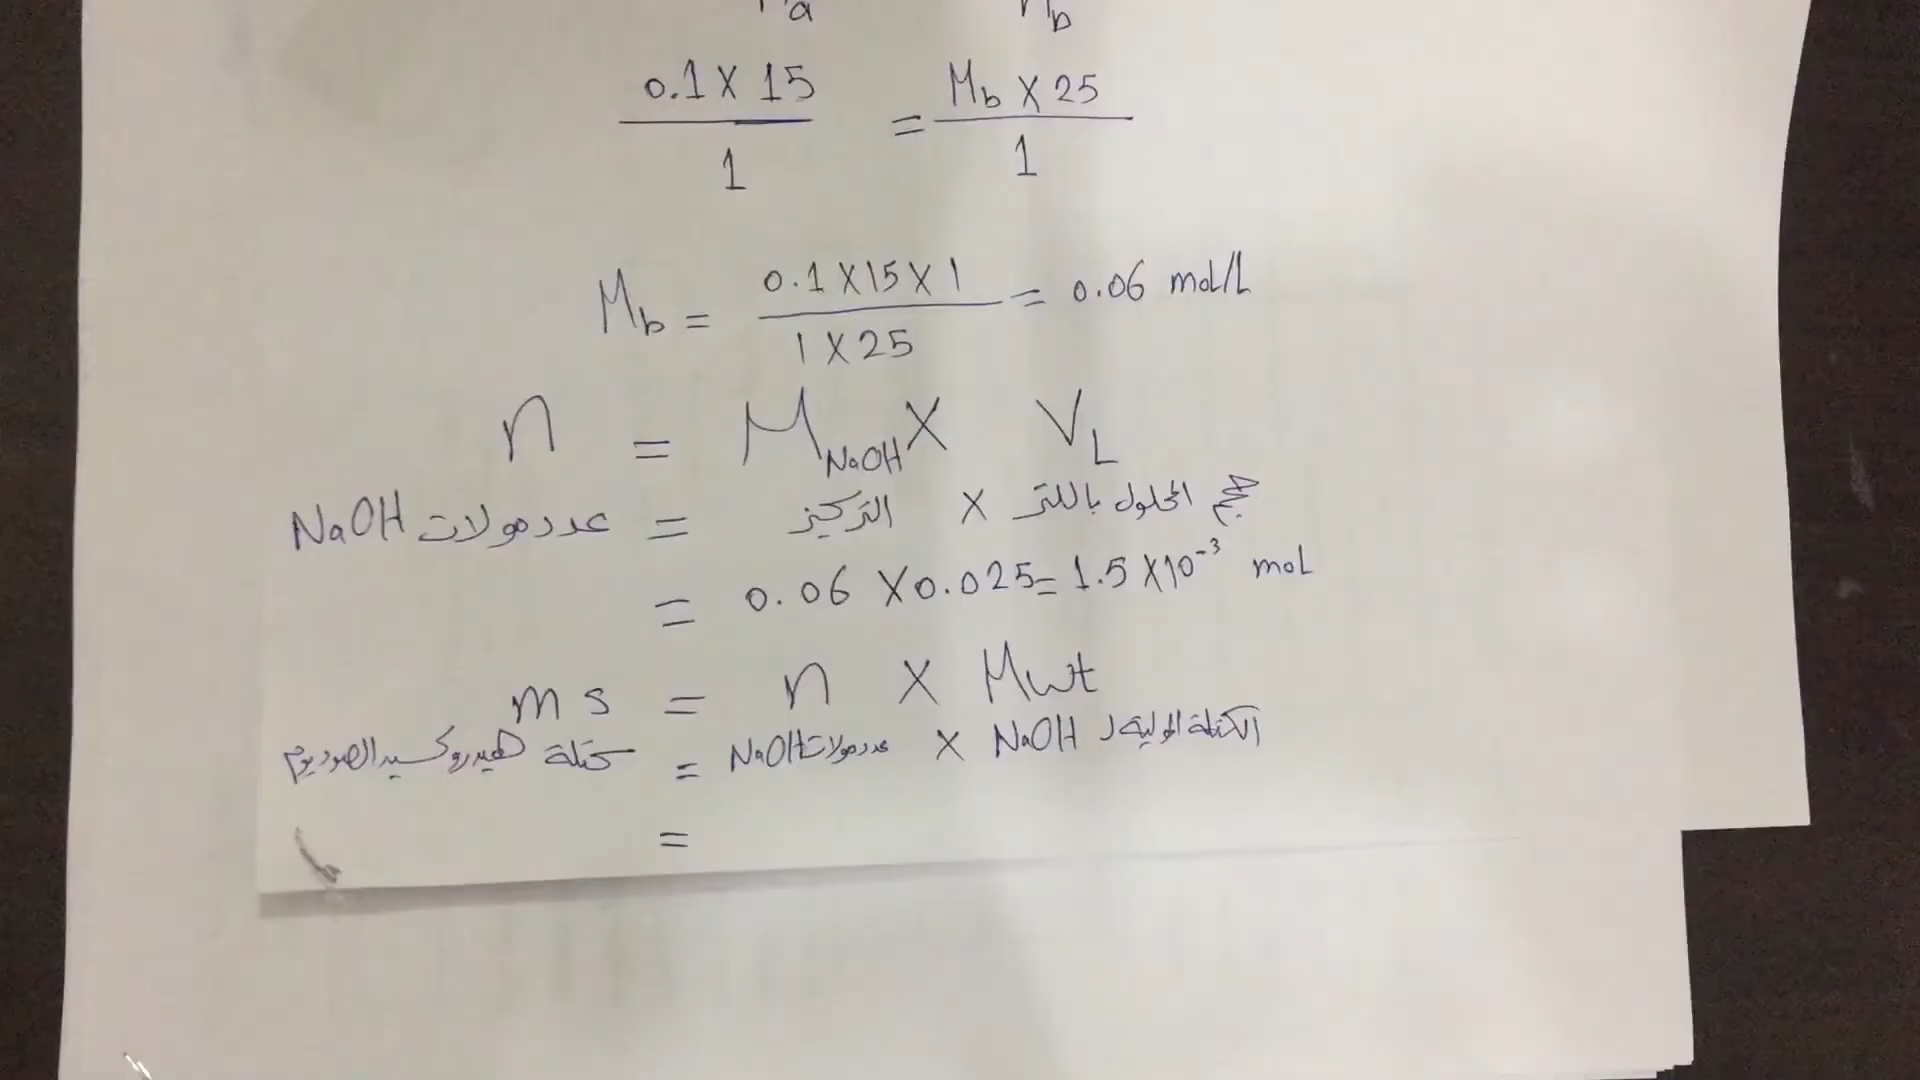 a b
0.1 X 15 = Mb X 25
1 1
Mb = 0.1 X 15 X 1 = 0.06 mol/L
1 X 25
n = M NaOH X VL
عدد مولات NaOH = التركيز X حجم المحلول باللتر
= 0.06 X 0.025 = 1.5 X 10⁻³ mol
ms = n X Mwt
كتلة هيدروكسيد الصوديوم = عدد مولات NaOH X الكتلة المولية لـ NaOH
=